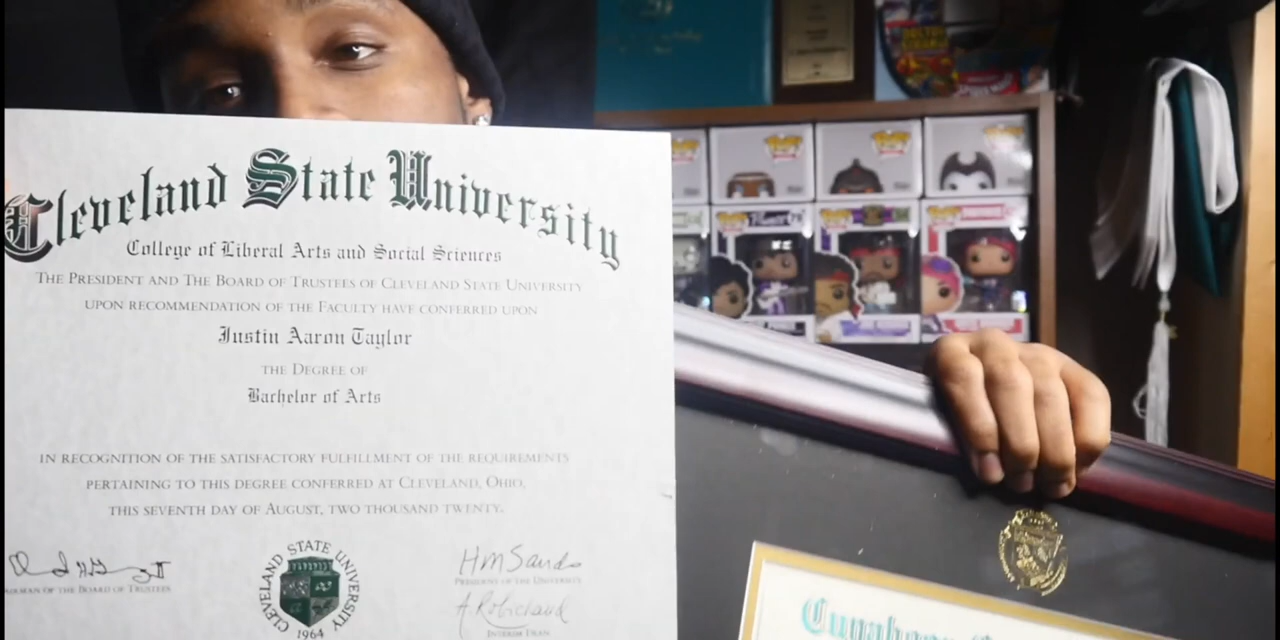 Cleveland State University
College of Liberal Arts and Social Sciences
The President and The Board of Trustees of Cleveland State University
upon recommendation of the Faculty have conferred upon
Justin Aaron Taylor
the Degree of
Bachelor of Arts
in recognition of the satisfactory fulfillment of the requirements
pertaining to this degree conferred at Cleveland, Ohio,
this seventh day of August, two thousand twenty.
HMSands
President of the University
Board of Trustees
Interim Dean
CLEVELAND STATE UNIVERSITY
1964
POP
POP
POP